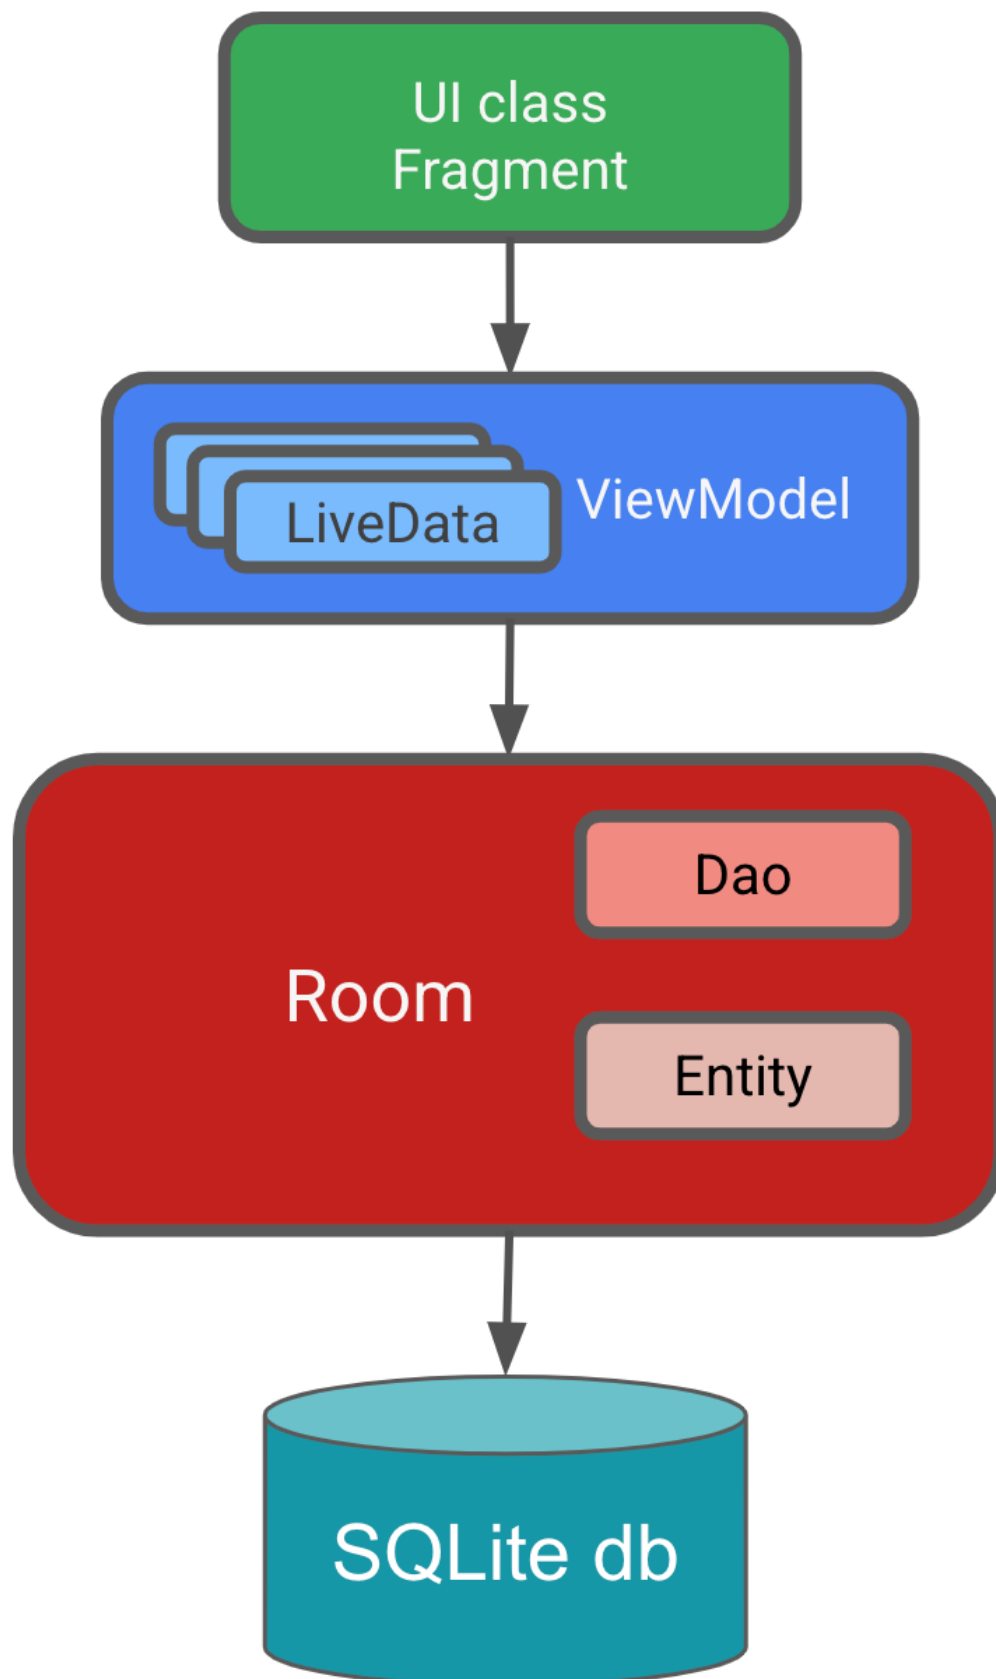 UI class
Fragment
LiveData
ViewModel
Dao
Room
Entity
SQLite db